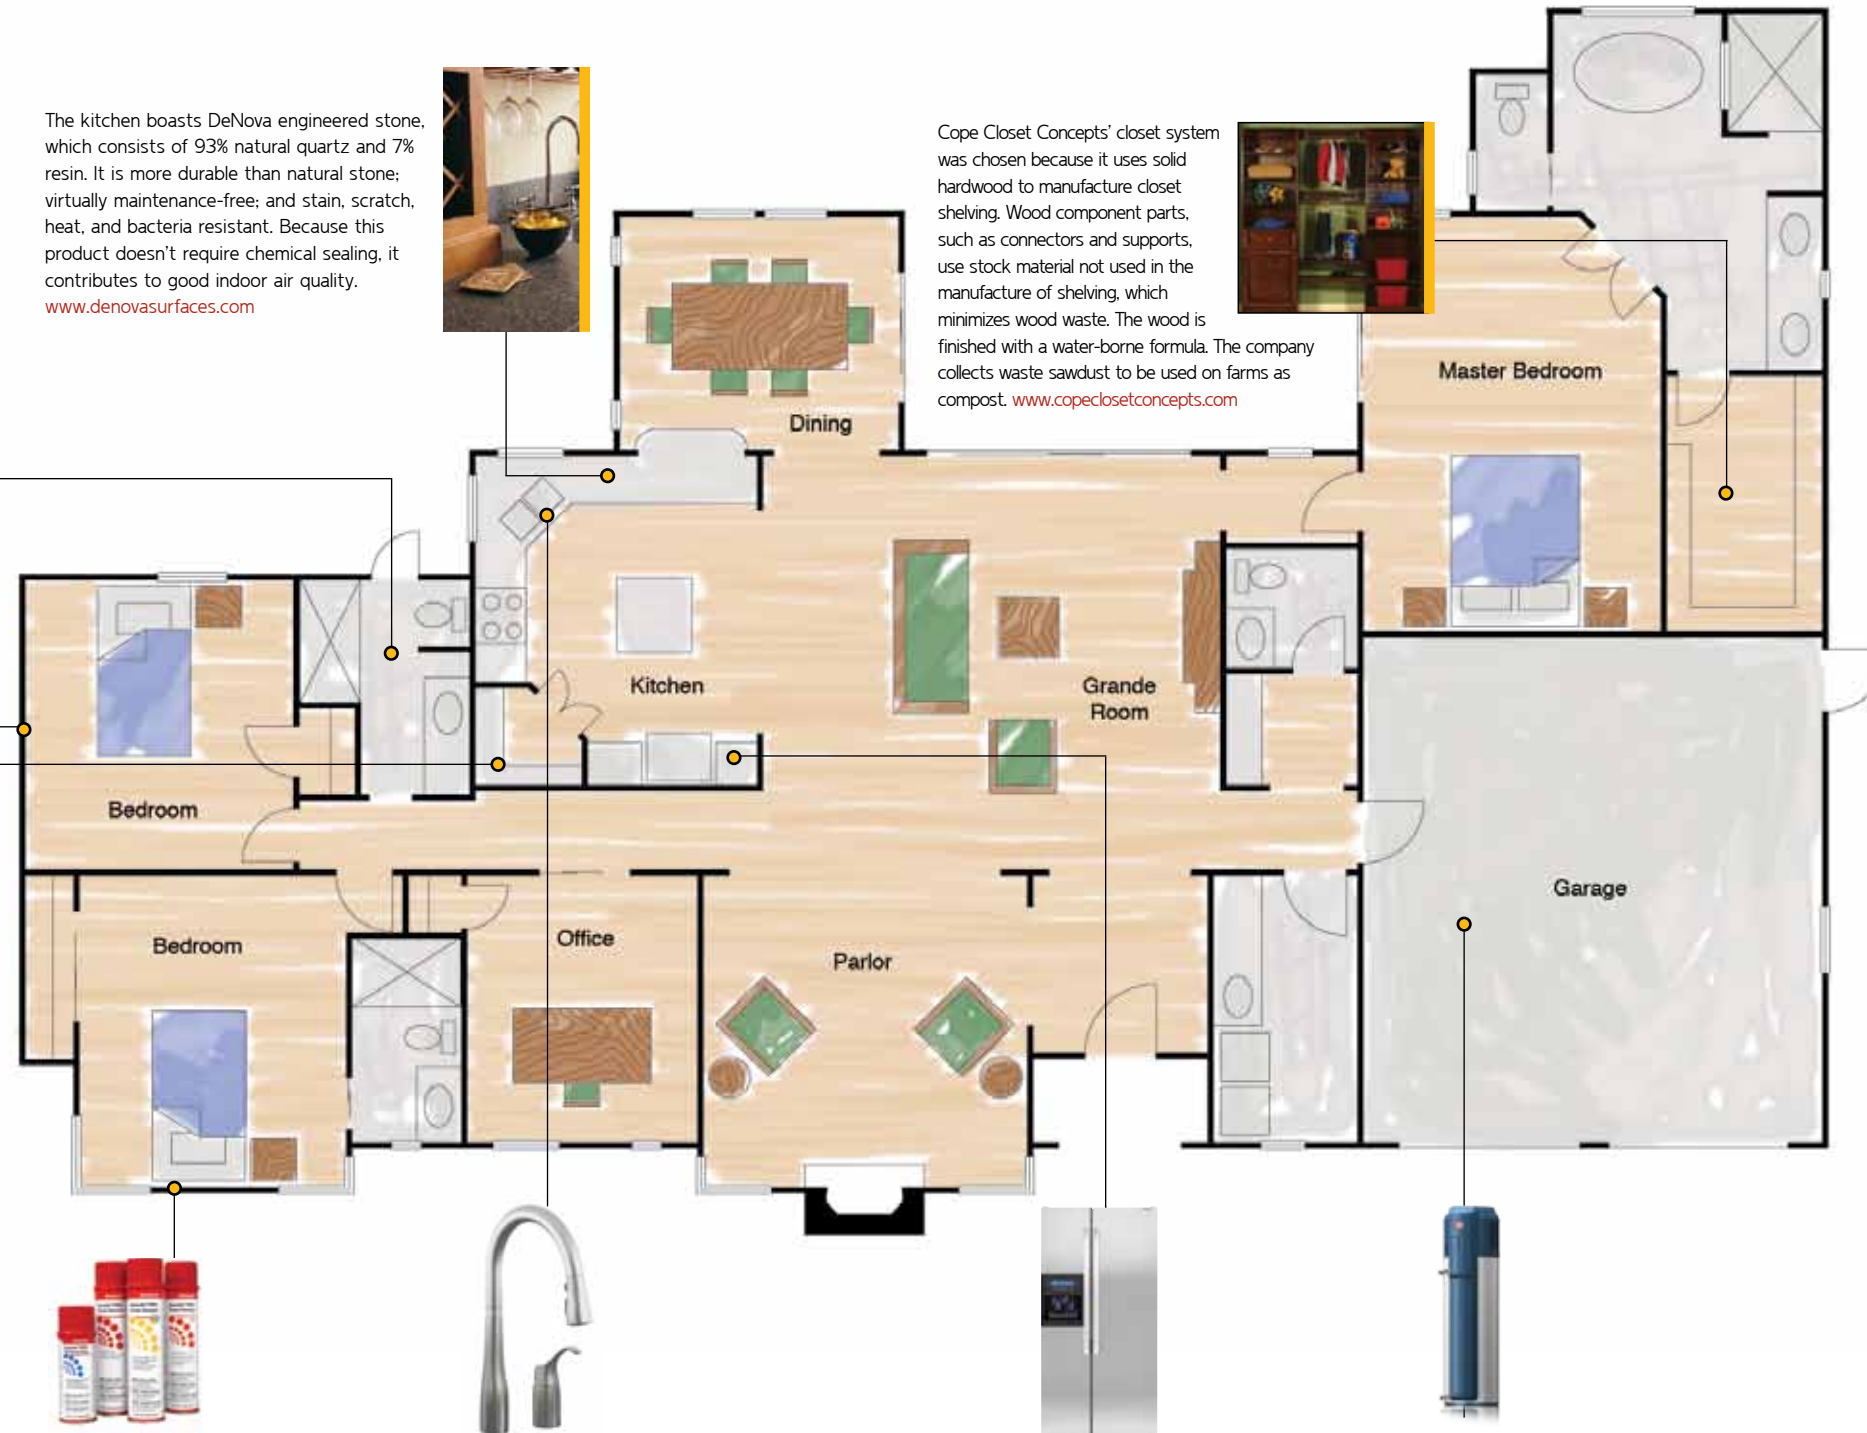 The kitchen boasts DeNova engineered stone,
which consists of 93% natural quartz and 7%
resin. It is more durable than natural stone;
virtually maintenance-free; and stain, scratch,
heat, and bacteria resistant. Because this
product doesn't require chemical sealing, it
contributes to good indoor air quality.
www.denovasurfaces.com
Cope Closet Concepts' closet system
was chosen because it uses solid
hardwood to manufacture closet
shelving. Wood component parts,
such as connectors and supports,
use stock material not used in the
manufacture of shelving, which
minimizes wood waste. The wood is
finished with a water-borne formula. The company
collects waste sawdust to be used on farms as
compost. www.copeclosetconcepts.com
Master Bedroom
Dining
Kitchen
Grande
Room
Bedroom
Garage
Bedroom
Office
Parlor